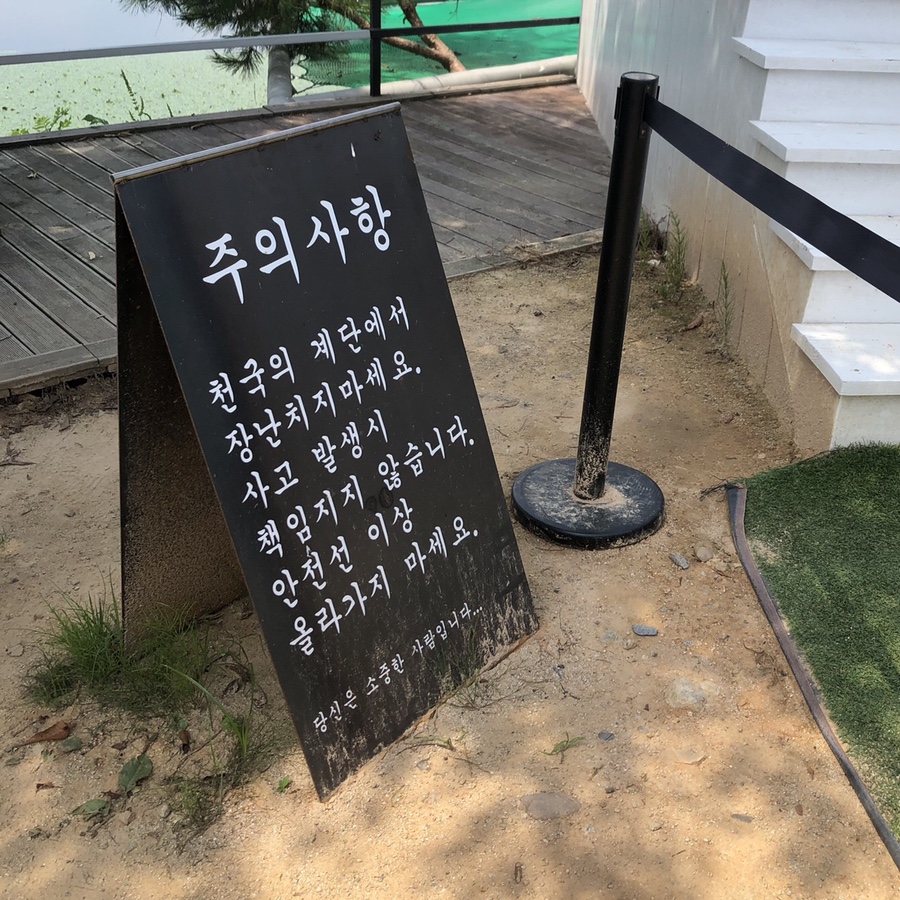 주의사항
천국의 제단에서
장난치지마세요.
사고 발생시
책임지지 않습니다.
안전선 이상
올라가지 마세요.
당신은 소중한 사람입니다...